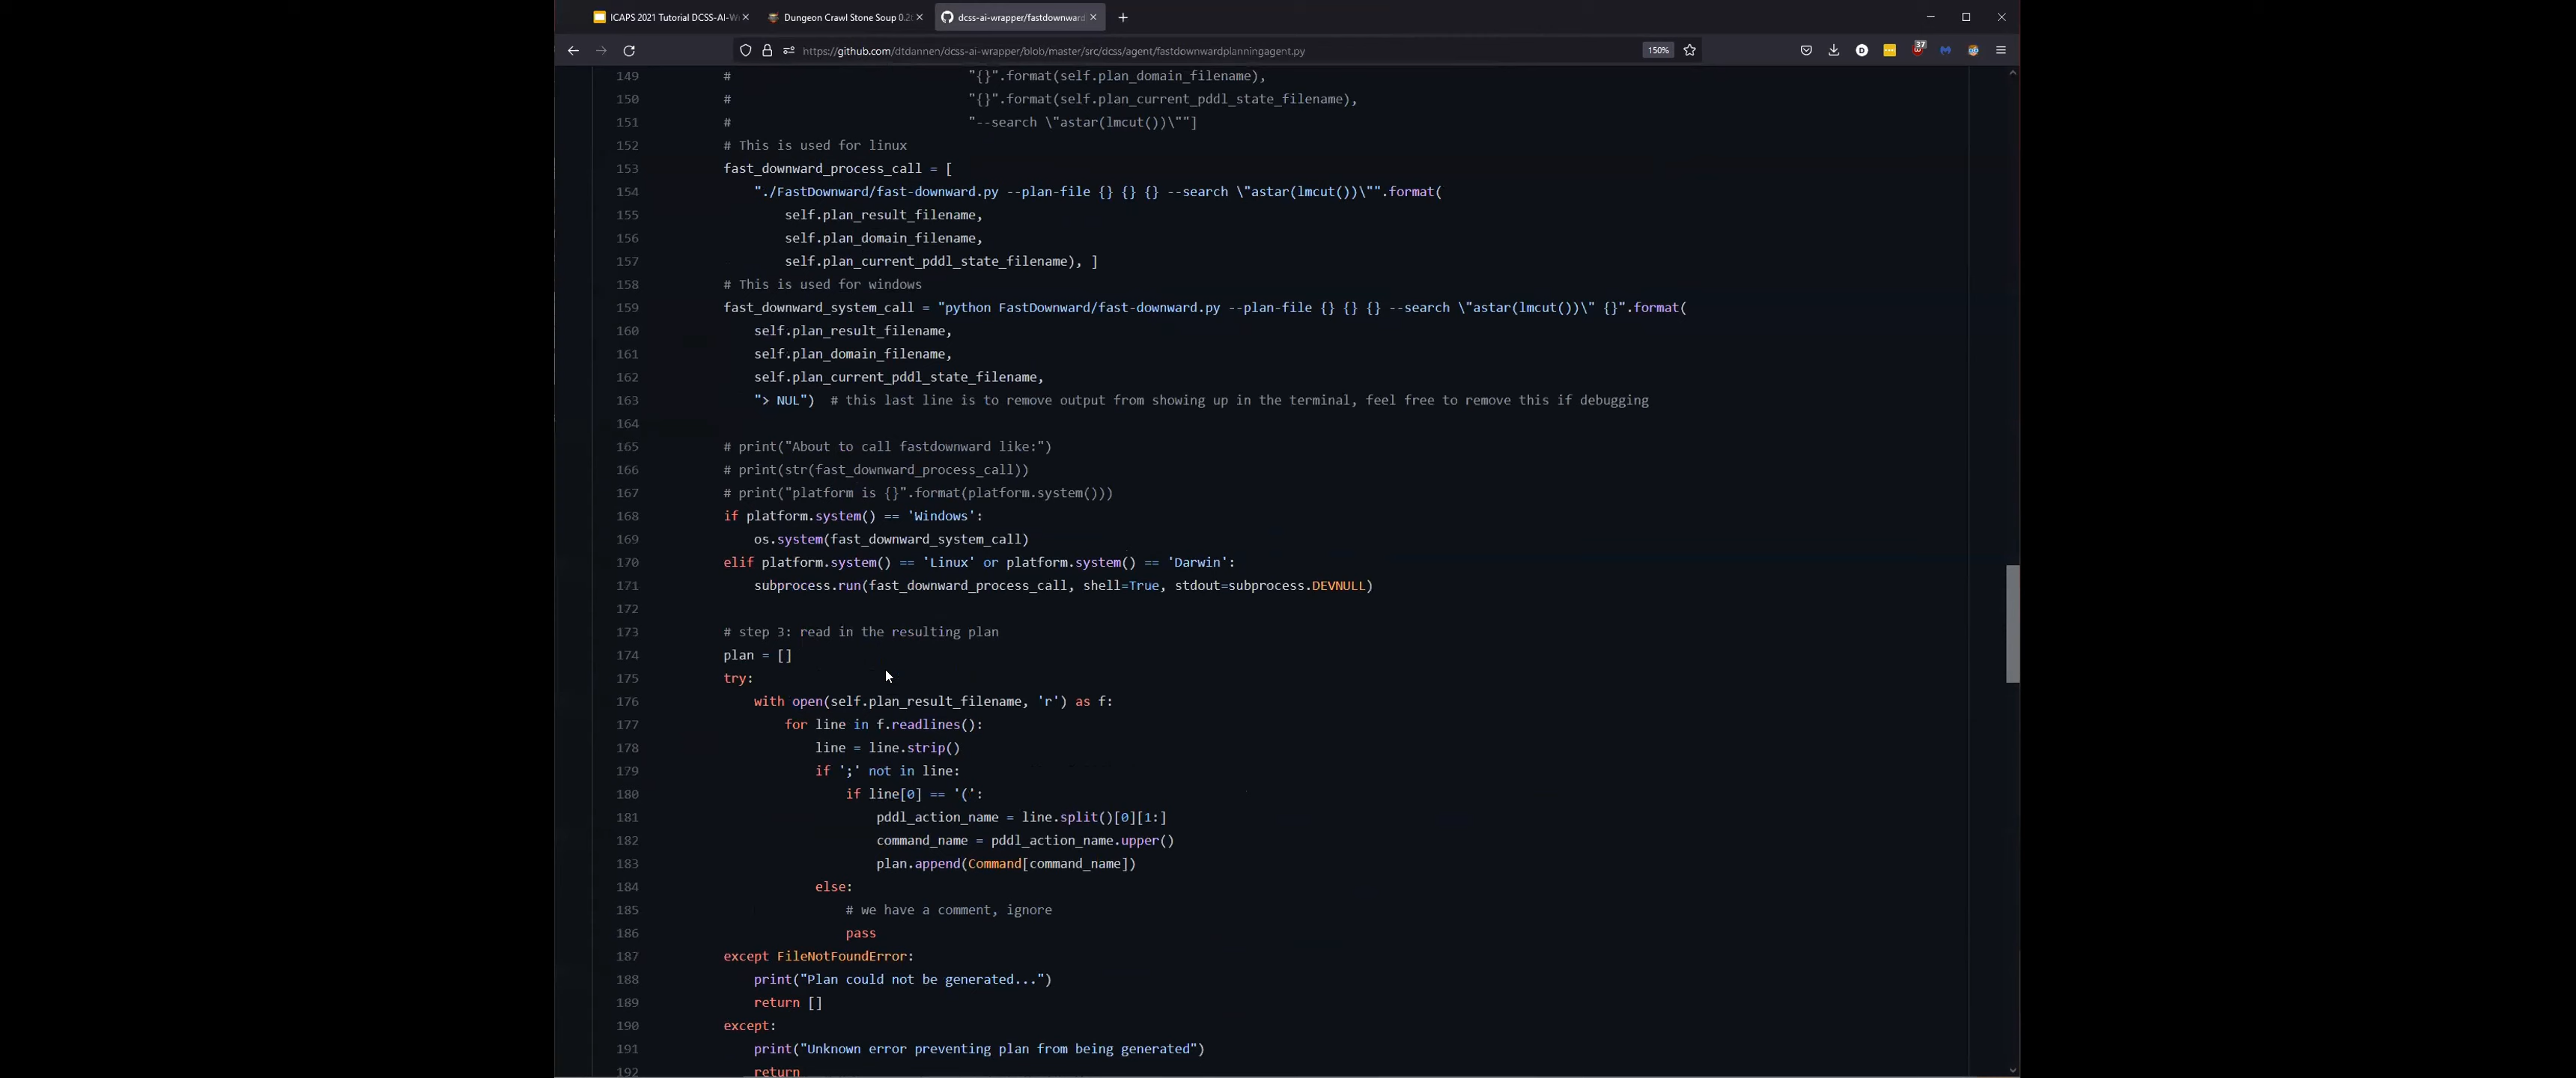 ICAPS 2021 Tutorial DCSS-AI-W
Dungeon Crawl Stone Soup 0.2
dcss-ai-wrapper/fastdownward
https://github.com/dtdannen/dcss-ai-wrapper/blob/master/src/dcss/agent/fastdownwardplanningagent.py
150%
37
149 # "{}".format(self.plan_domain_filename),
150 # "{}".format(self.plan_current_pddl_state_filename),
151 # "--search \"astar(lmcut())\""]
152 # This is used for linux
153 fast_downward_process_call = [
154 "./FastDownward/fast-downward.py --plan-file {} {} {} --search \"astar(lmcut())\"".format(
155 self.plan_result_filename,
156 self.plan_domain_filename,
157 self.plan_current_pddl_state_filename), ]
158 # This is used for windows
159 fast_downward_system_call = "python FastDownward/fast-downward.py --plan-file {} {} {} --search \"astar(lmcut())\" {}".format(
160 self.plan_result_filename,
161 self.plan_domain_filename,
162 self.plan_current_pddl_state_filename,
163 "> NUL") # this last line is to remove output from showing up in the terminal, feel free to remove this if debugging
164
165 # print("About to call fastdownward like:")
166 # print(str(fast_downward_process_call))
167 # print("platform is {}".format(platform.system()))
168 if platform.system() == 'Windows':
169 os.system(fast_downward_system_call)
170 elif platform.system() == 'Linux' or platform.system() == 'Darwin':
171 subprocess.run(fast_downward_process_call, shell=True, stdout=subprocess.DEVNULL)
172
173 # step 3: read in the resulting plan
174 plan = []
175 try:
176 with open(self.plan_result_filename, 'r') as f:
177 for line in f.readlines():
178 line = line.strip()
179 if ';' not in line:
180 if line[0] == '(':
181 pddl_action_name = line.split()[0][1:]
182 command_name = pddl_action_name.upper()
183 plan.append(Command[command_name])
184 else:
185 # we have a comment, ignore
186 pass
187 except FileNotFoundError:
188 print("Plan could not be generated...")
189 return []
190 except:
191 print("Unknown error preventing plan from being generated")
192 return